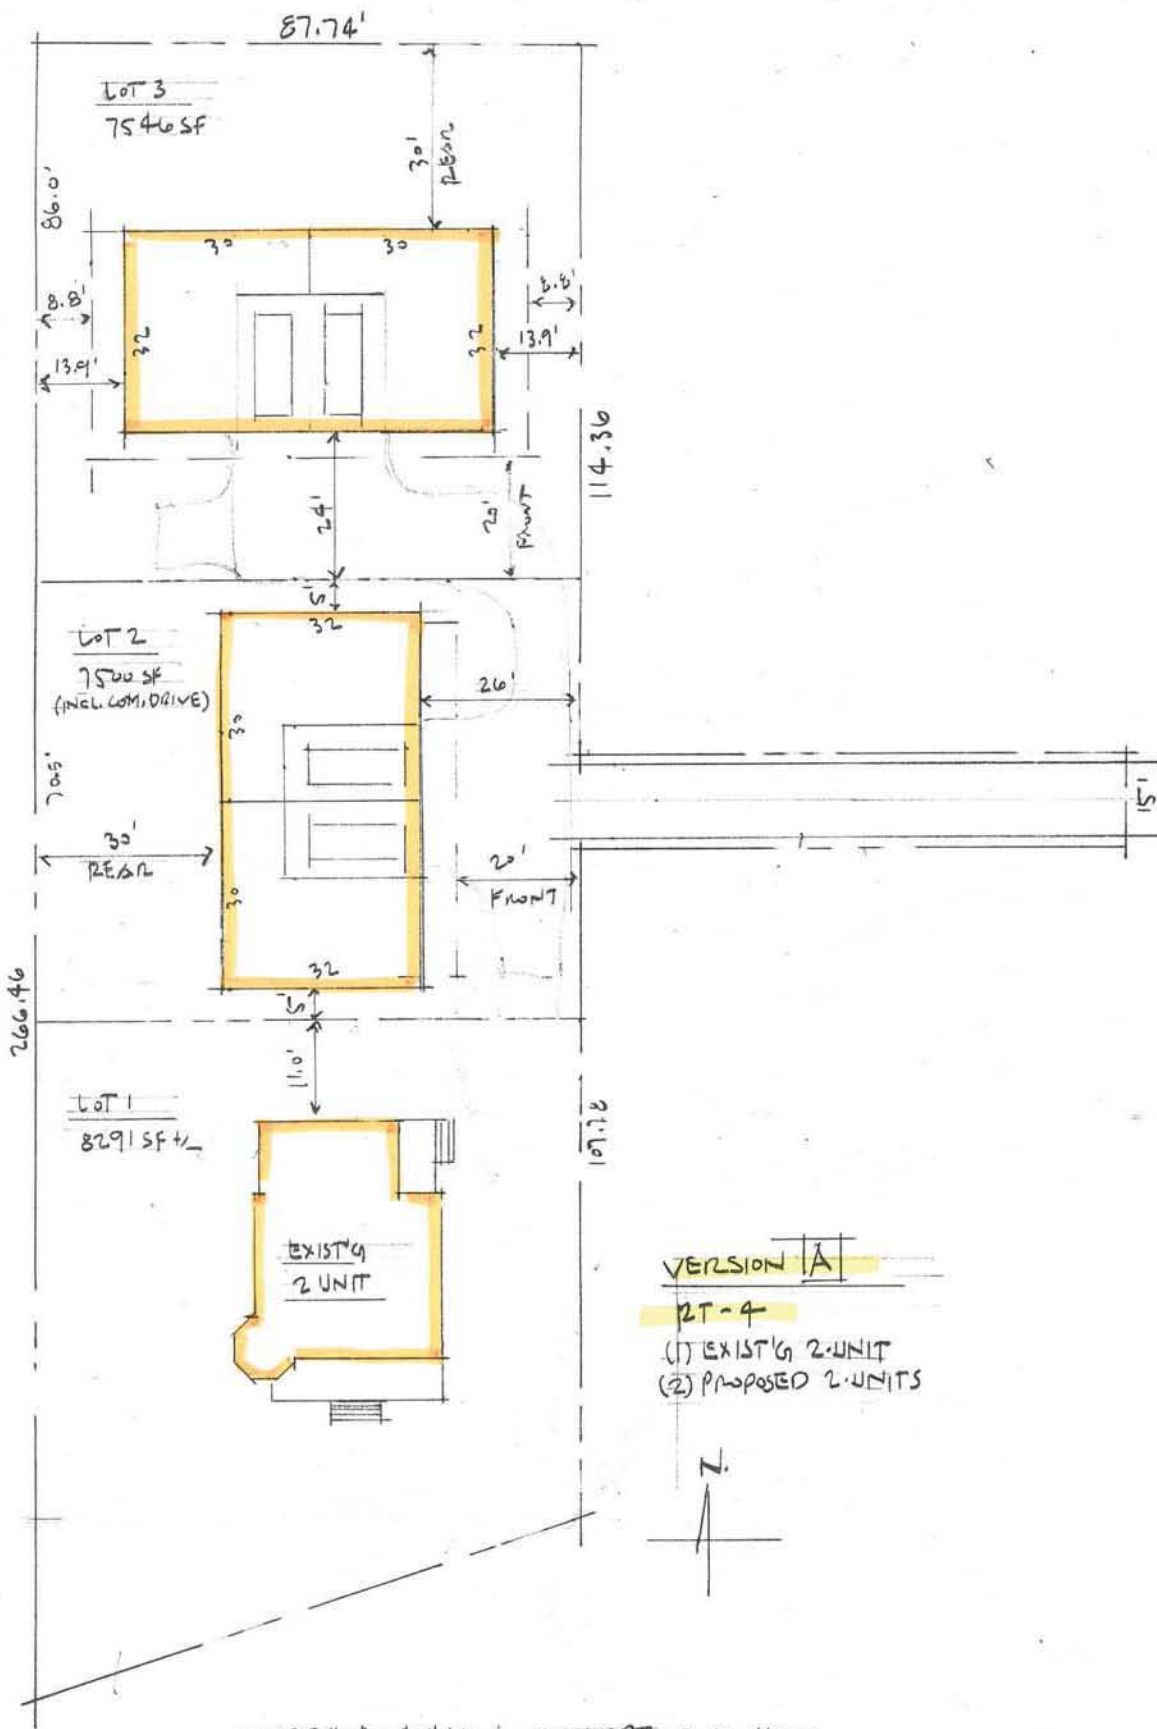 87.74'
LOT 3
7546 SF
86.0'
30'
REAR
30
30
8.8'
8.8'
32
32
13.9'
13.9'
114.36
24'
20'
FRONT
5'
32
LOT 2
7500 SF
(INCL. COM. DRIVE)
26'
30
70.5'
15'
30'
REAR
20'
FRONT
30
32
5'
266.46
11.0'
LOT 1
8291 SF +/-
EXIST'G
2 UNIT
VERSION A
RT-4
(1) EXIST'G 2-UNIT
(2) PROPOSED 2-UNITS